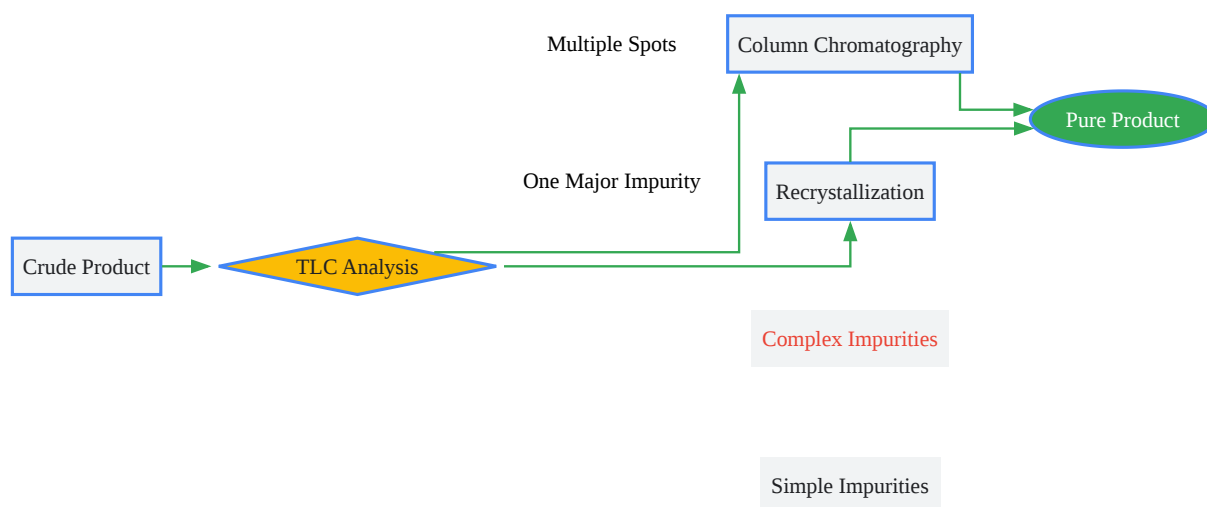 Multiple Spots
Column Chromatography
Pure Product
One Major Impurity
Recrystallization
Crude Product
TLC Analysis
Complex Impurities
Simple Impurities